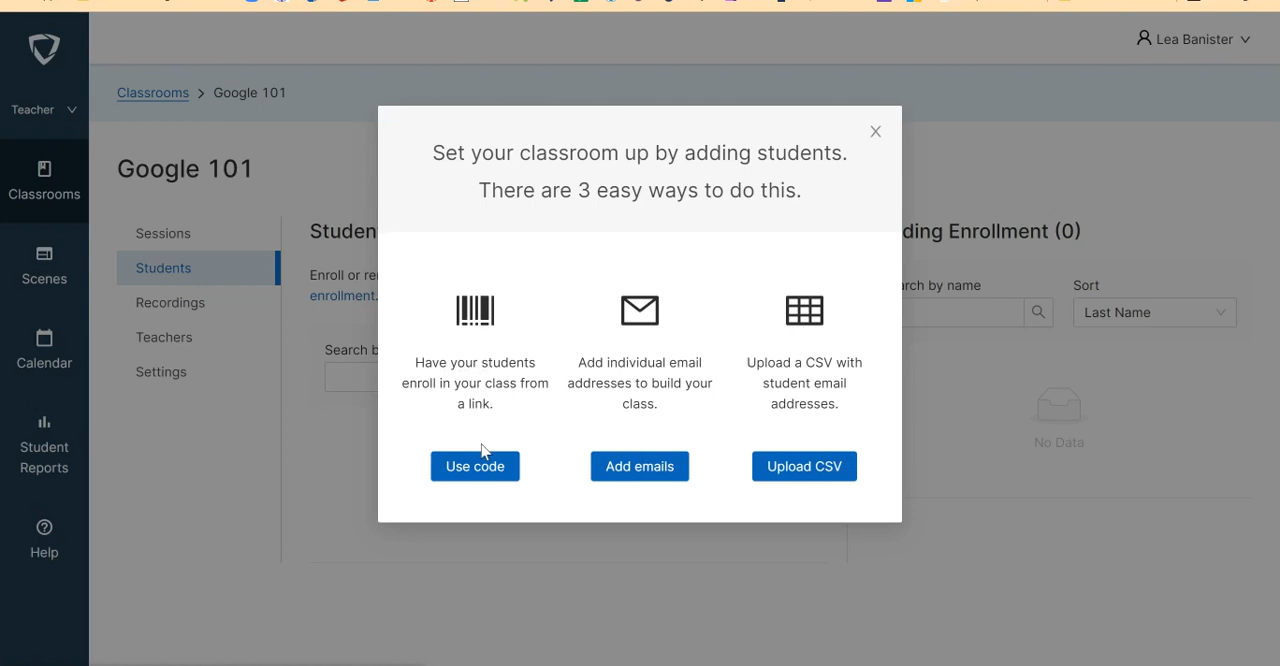 Lea Banister
Teacher
Classrooms > Google 101
Set your classroom up by adding students.
There are 3 easy ways to do this.
Google 101
Classrooms
Sessions
Students
Recordings
Teachers
Settings
Scenes
Calendar
Student
Reports
Help
Studen
Enroll or re
enrollment.
Search b
ding Enrollment (0)
arch by name
Sort
Last Name
No Data
Have your students
enroll in your class from
a link.
Use code
Add individual email
addresses to build your
class.
Add emails
Upload a CSV with
student email
addresses.
Upload CSV